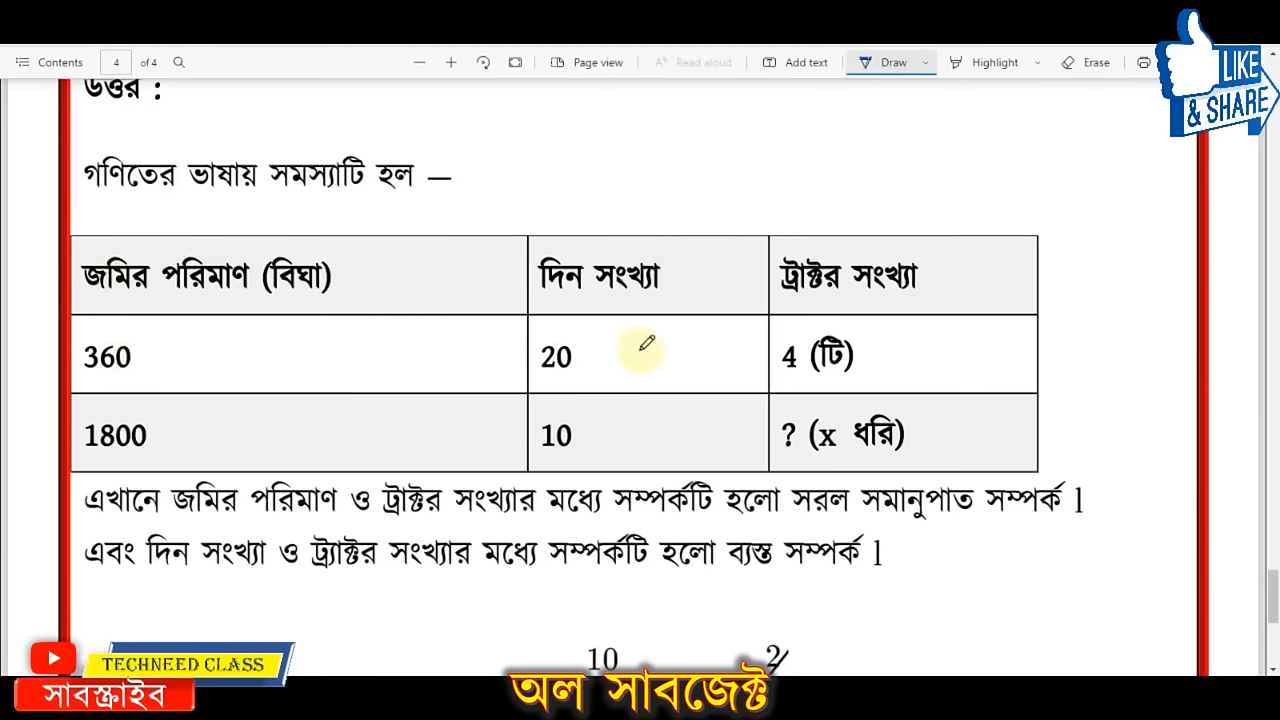 Contents 4 of 4 Page view Read aloud Add text Draw Highlight Erase
LIKE
& SHARE
উত্তর :
গণিতের ভাষায় সমস্যাটি হল —
জমির পরিমাণ (বিঘা) দিন সংখ্যা ট্রাক্টর সংখ্যা
360 20 4 (টি)
1800 10 ? (x ধরি)
এখানে জমির পরিমাণ ও ট্রাক্টর সংখ্যার মধ্যে সম্পর্কটি হলো সরল সমানুপাত সম্পর্ক l
এবং দিন সংখ্যা ও ট্র্যাক্টর সংখ্যার মধ্যে সম্পর্কটি হলো ব্যস্ত সম্পর্ক l
10 2
TECHNEED CLASS
সাবস্ক্রাইব
অল সাবজেক্ট